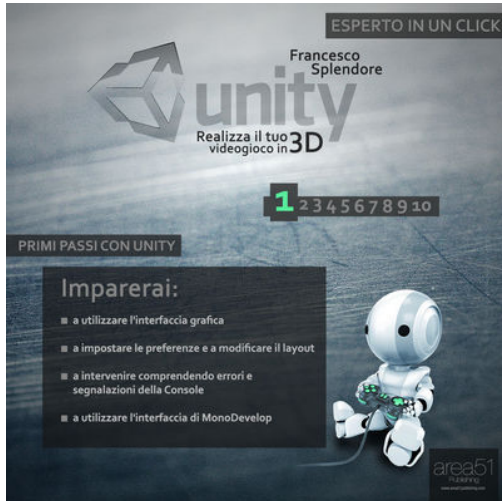 ESPERTO IN UN CLICK
Francesco
Splendore
unity
Realizza il tuo
videogioco in 3D
1 2 3 4 5 6 7 8 9 10
PRIMI PASSI CON UNITY
Imparerai:
a utilizzare l'interfaccia grafica
a impostare le preferenze e a modificare il layout
a intervenire comprendendo errori e
segnalazioni della Console
a utilizzare l'interfaccia di MonoDevelop
area51
Publishing